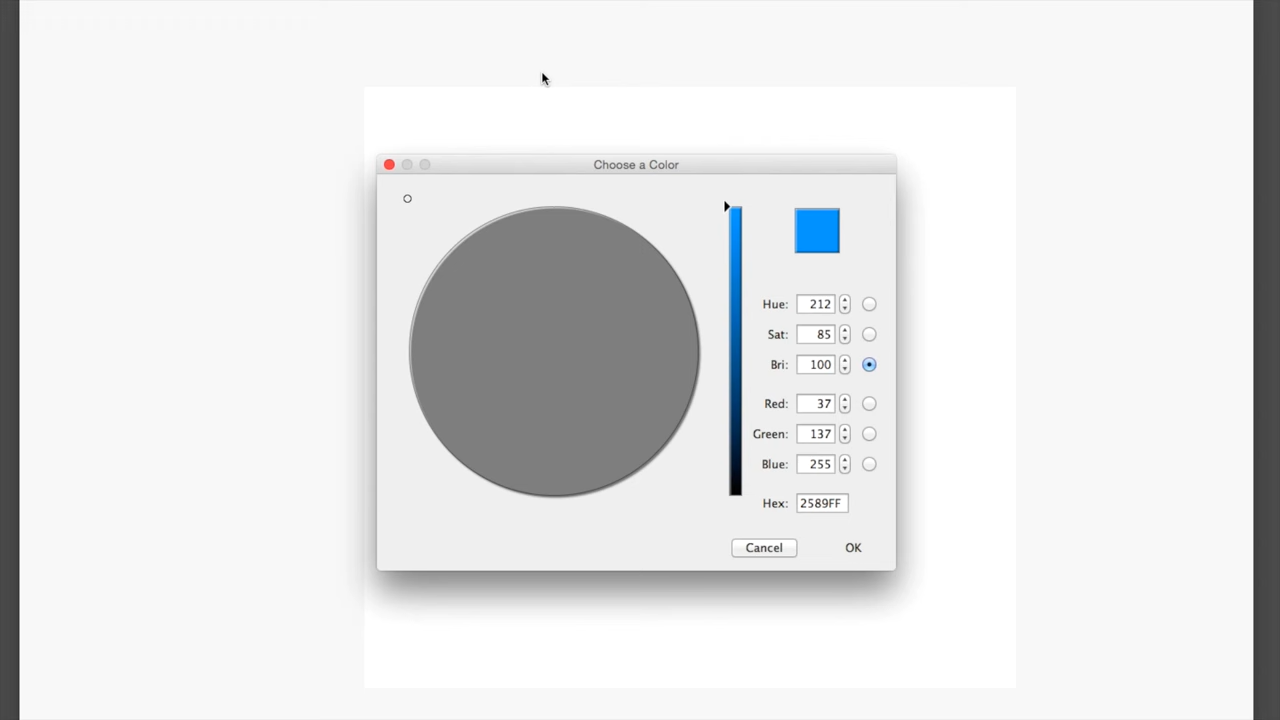 Choose a Color
Hue: 212
Sat: 85
Bri: 100
Red: 37
Green: 137
Blue: 255
Hex: 2589FF
Cancel OK